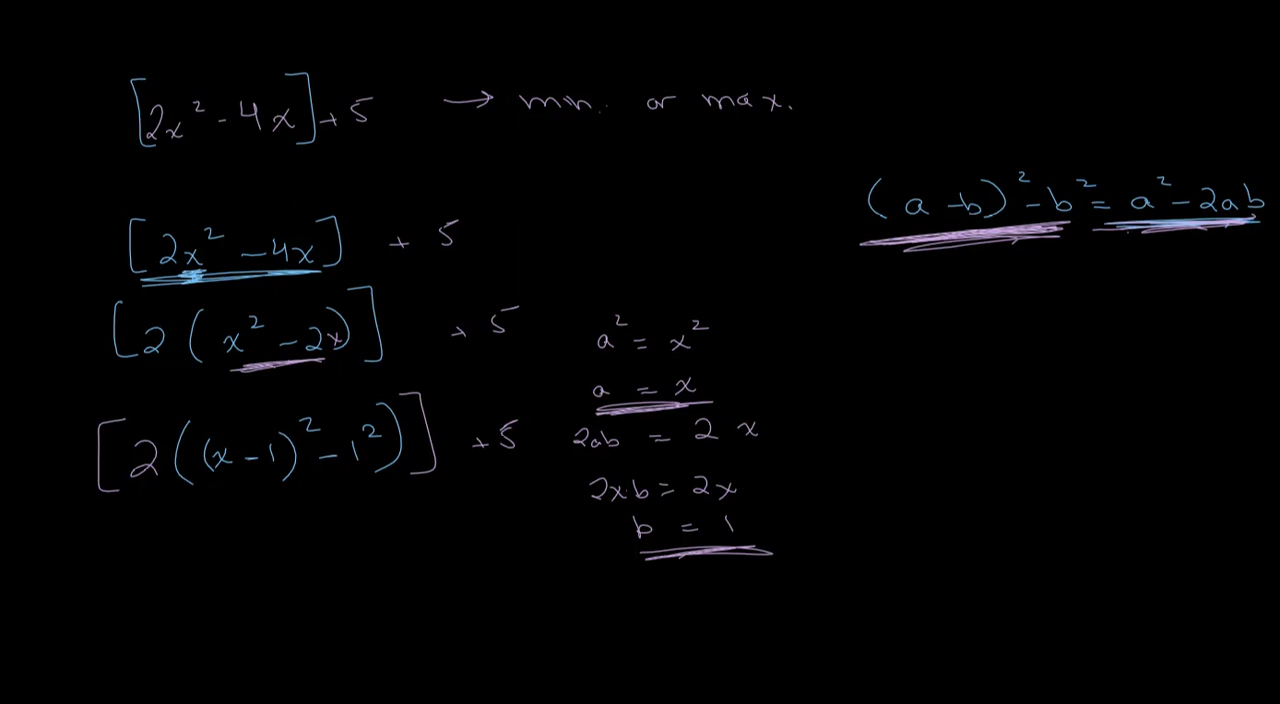 [2x² - 4x] + 5 → min. or max.
(a - b)² - b² = a² - 2ab
[2x² - 4x] + 5
[2(x² - 2x)] + 5
a² = x²
a = x
[2((x - 1)² - 1²)] + 5
2ab = 2x
2x·b = 2x
b = 1